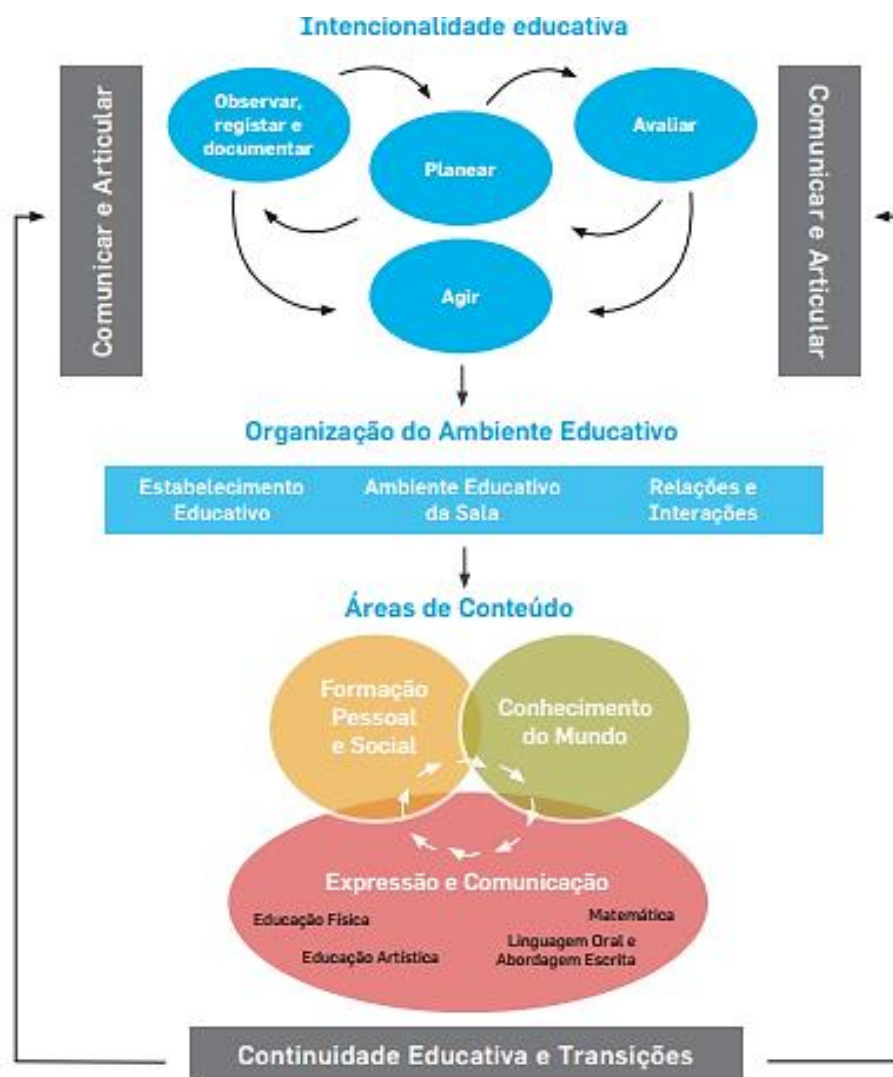 Intencionalidade educativa
Comunicar e Articular
Observar,
registar e
documentar
Planear
Avaliar
Agir
Comunicar e Articular
Organização do Ambiente Educativo
Estabelecimento
Educativo
Ambiente Educativo
da Sala
Relações e
Interações
Áreas de Conteúdo
Formação
Pessoal
e Social
Conhecimento
do Mundo
Expressão e Comunicação
Educação Física
Matemática
Educação Artística
Linguagem Oral e
Abordagem Escrita
Continuidade Educativa e Transições